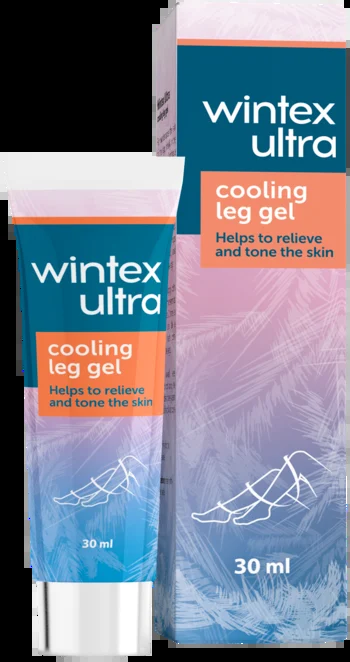 wintex
ultra
cooling
leg gel
Helps to relieve
and tone the skin
30 ml
wintex
ultra
cooling
leg gel
Helps to relieve
and tone the skin
30 ml